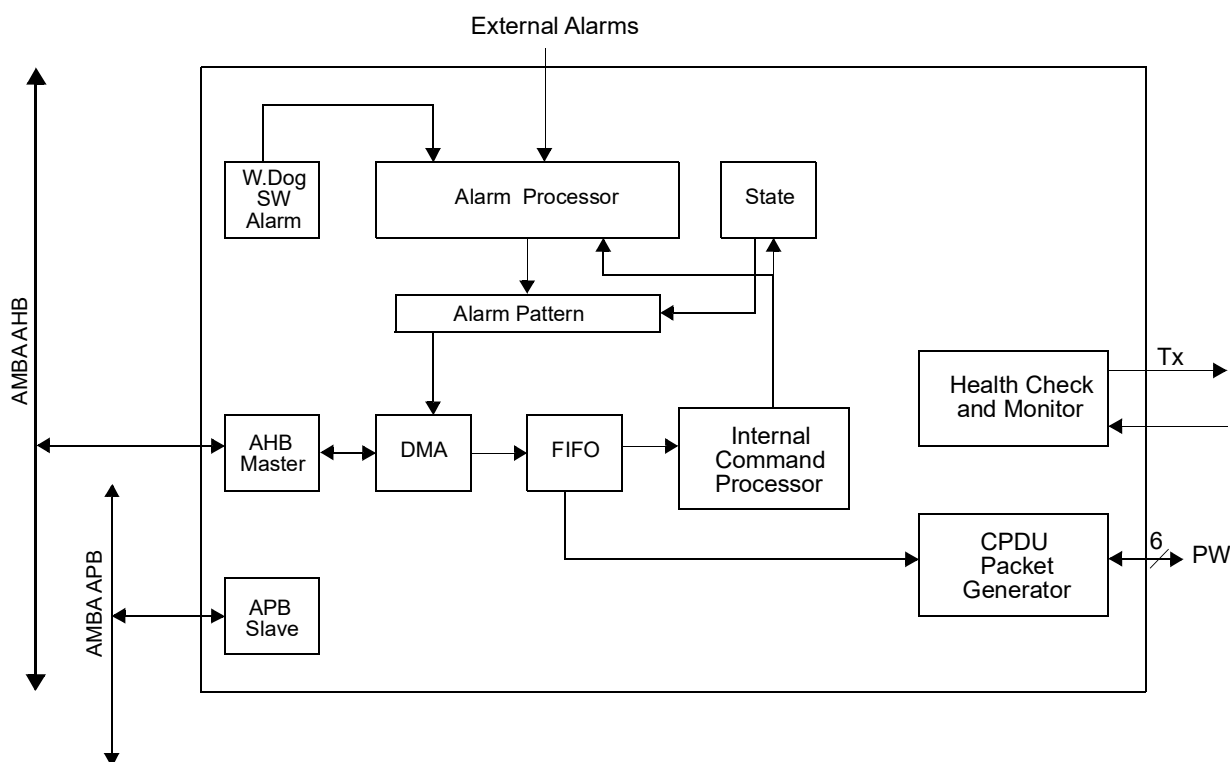 External Alarms
W.Dog
SW
Alarm
Alarm Processor
State
Alarm Pattern
AMBA AHB
Tx
Health Check
and Monitor
AHB
Master
DMA
FIFO
Internal
Command
Processor
AMBA APB
CPDU
Packet
Generator
6
PW
APB
Slave